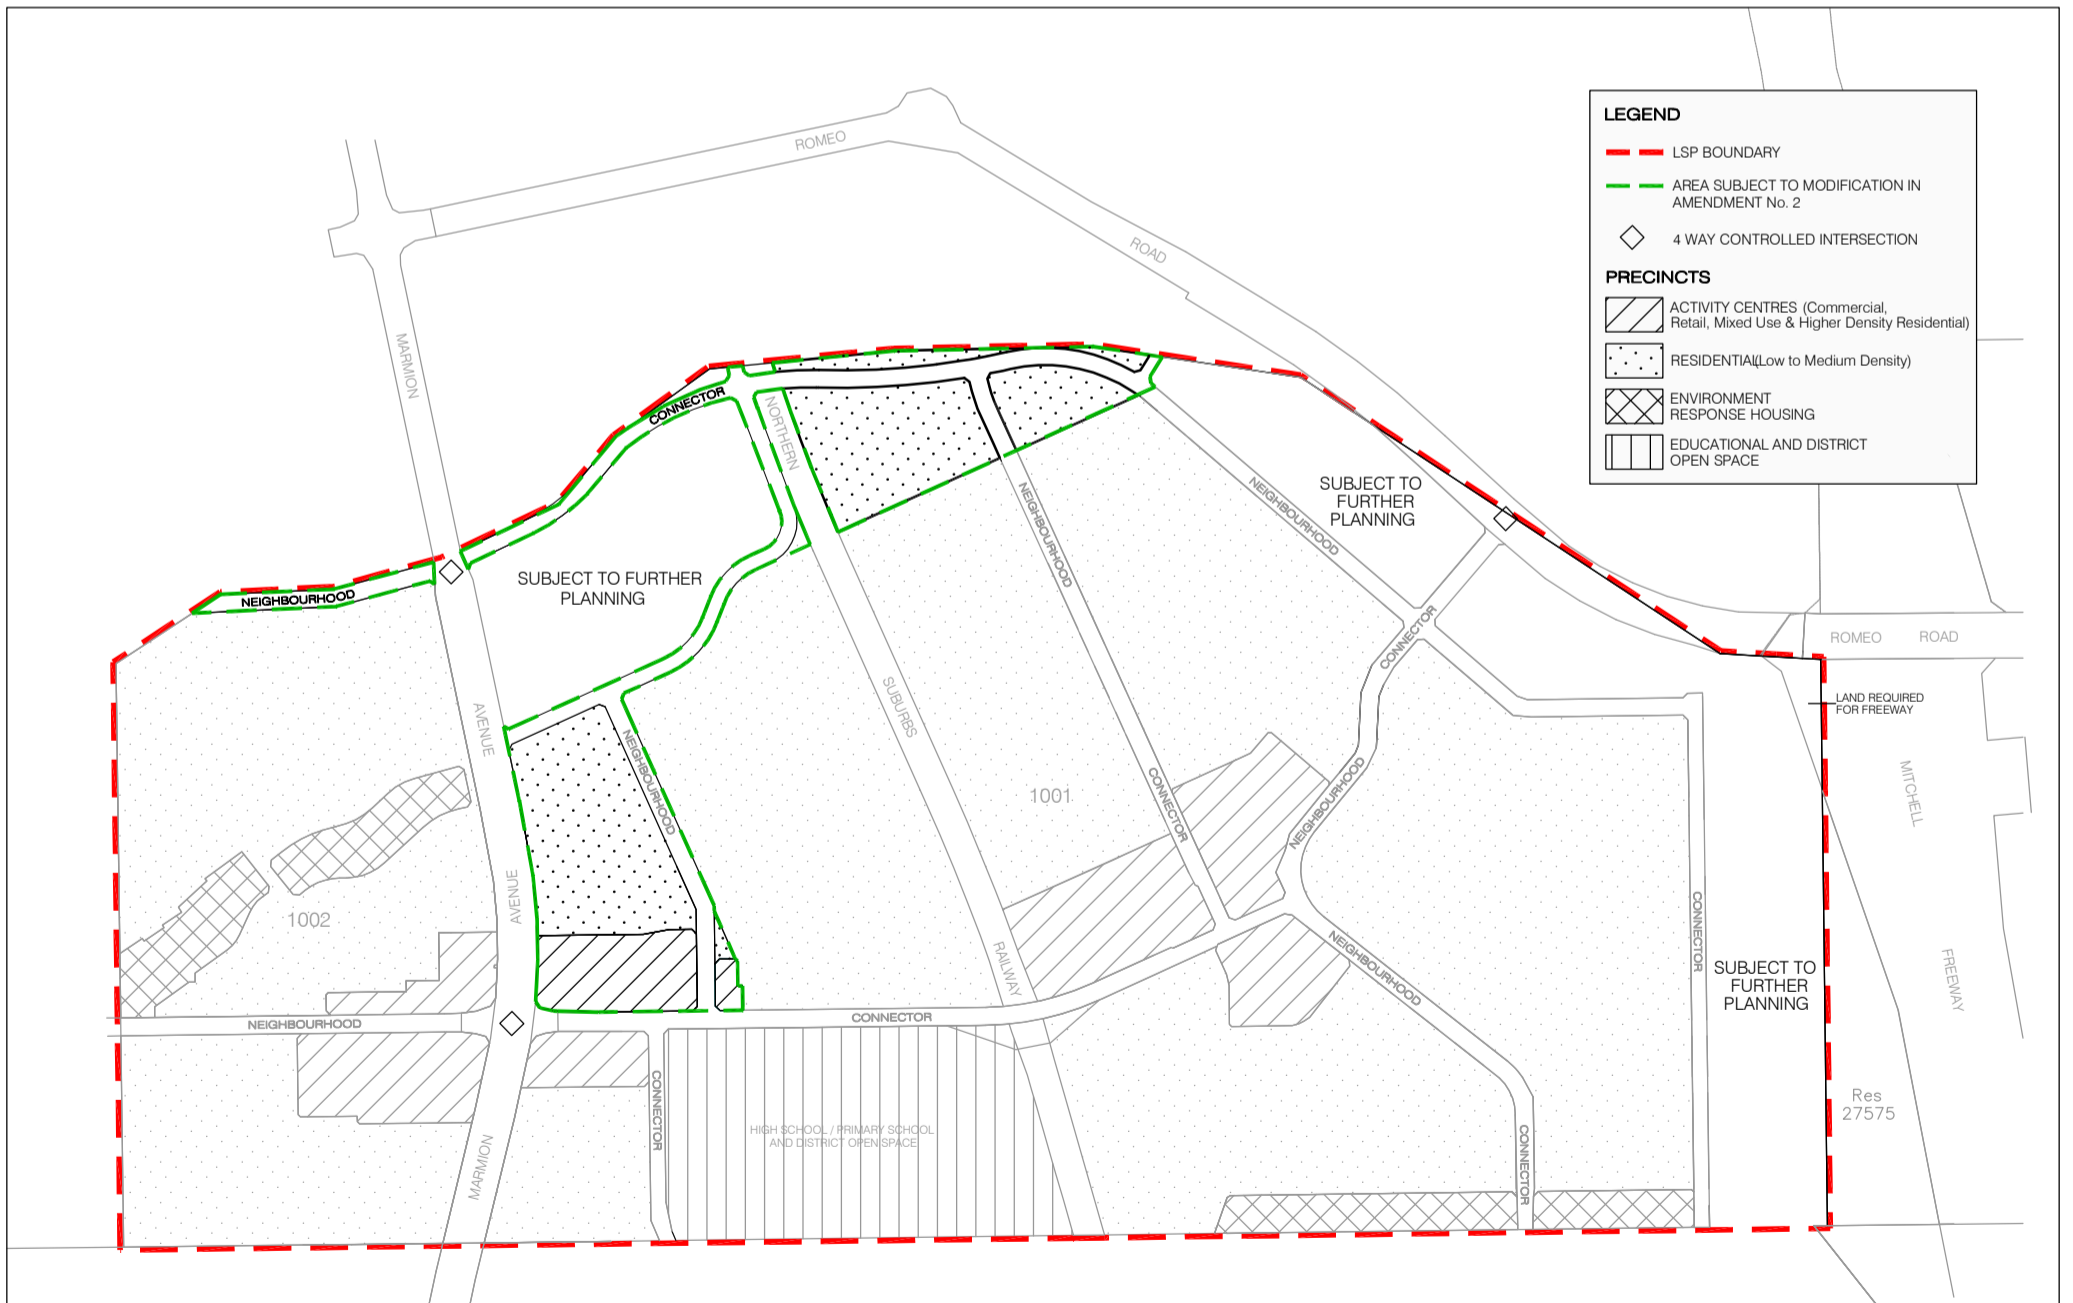 LEGEND
LSP BOUNDARY
AREA SUBJECT TO MODIFICATION IN
AMENDMENT No. 2
4 WAY CONTROLLED INTERSECTION
PRECINCTS
ACTIVITY CENTRES (Commercial,
Retail, Mixed Use & Higher Density Residential)
RESIDENTIAL(Low to Medium Density)
ENVIRONMENT
RESPONSE HOUSING
EDUCATIONAL AND DISTRICT
OPEN SPACE
ROMEO
ROAD
MARMION
CONNECTOR
NORTHERN
NEIGHBOURHOOD
NEIGHBOURHOOD
SUBJECT TO
FURTHER
PLANNING
SUBJECT TO FURTHER
PLANNING
NEIGHBOURHOOD
CONNECTOR
ROMEO
ROAD
LAND REQUIRED
FOR FREEWAY
AVENUE
SUBURBS
NEIGHBOURHOOD
1001
CONNECTOR
NEIGHBOURHOOD
MITCHELL
AVENUE
1002
CONNECTOR
RAILWAY
NEIGHBOURHOOD
SUBJECT TO
FURTHER
PLANNING
FREEWAY
NEIGHBOURHOOD
CONNECTOR
CONNECTOR
HIGH SCHOOL / PRIMARY SCHOOL
AND DISTRICT OPEN SPACE
MARMION
CONNECTOR
Res
27575